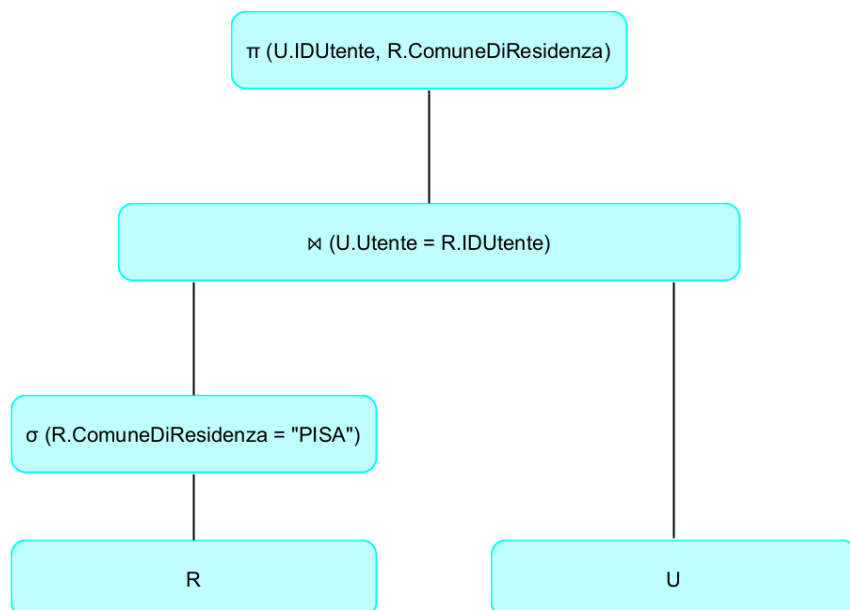 π (U.IDUtente, R.ComuneDiResidenza)
⋈ (U.Utente = R.IDUtente)
σ (R.ComuneDiResidenza = "PISA")
R
U